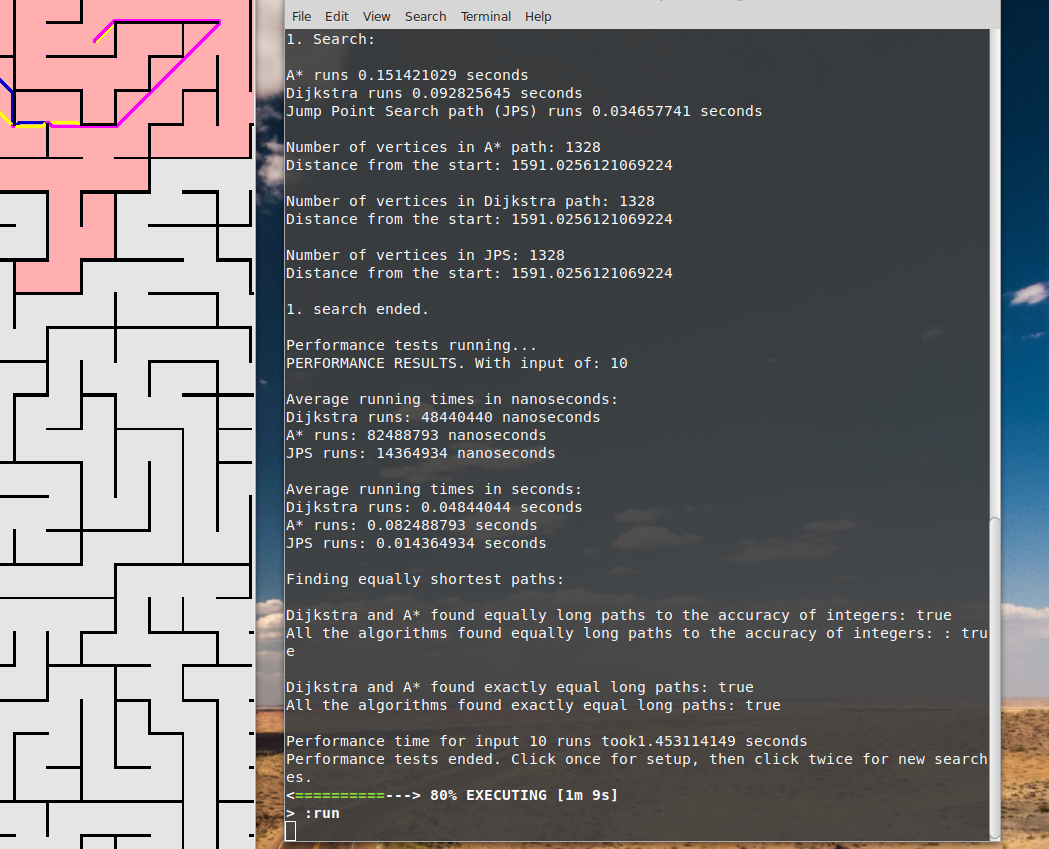 File Edit View Search Terminal Help
1. Search:
A* runs 0.151421029 seconds
Dijkstra runs 0.092825645 seconds
Jump Point Search path (JPS) runs 0.034657741 seconds
Number of vertices in A* path: 1328
Distance from the start: 1591.0256121069224
Number of vertices in Dijkstra path: 1328
Distance from the start: 1591.0256121069224
Number of vertices in JPS: 1328
Distance from the start: 1591.0256121069224
1. search ended.
Performance tests running...
PERFORMANCE RESULTS. With input of: 10
Average running times in nanoseconds:
Dijkstra runs: 48440440 nanoseconds
A* runs: 82488793 nanoseconds
JPS runs: 14364934 nanoseconds
Average running times in seconds:
Dijkstra runs: 0.04844044 seconds
A* runs: 0.082488793 seconds
JPS runs: 0.014364934 seconds
Finding equally shortest paths:
Dijkstra and A* found equally long paths to the accuracy of integers: true
All the algorithms found equally long paths to the accuracy of integers: : tru
e
Dijkstra and A* found exactly equal long paths: true
All the algorithms found exactly equal long paths: true
Performance time for input 10 runs took1.453114149 seconds
Performance tests ended. Click once for setup, then click twice for new search
es.
<==========---> 80% EXECUTING [1m 9s]
> :run